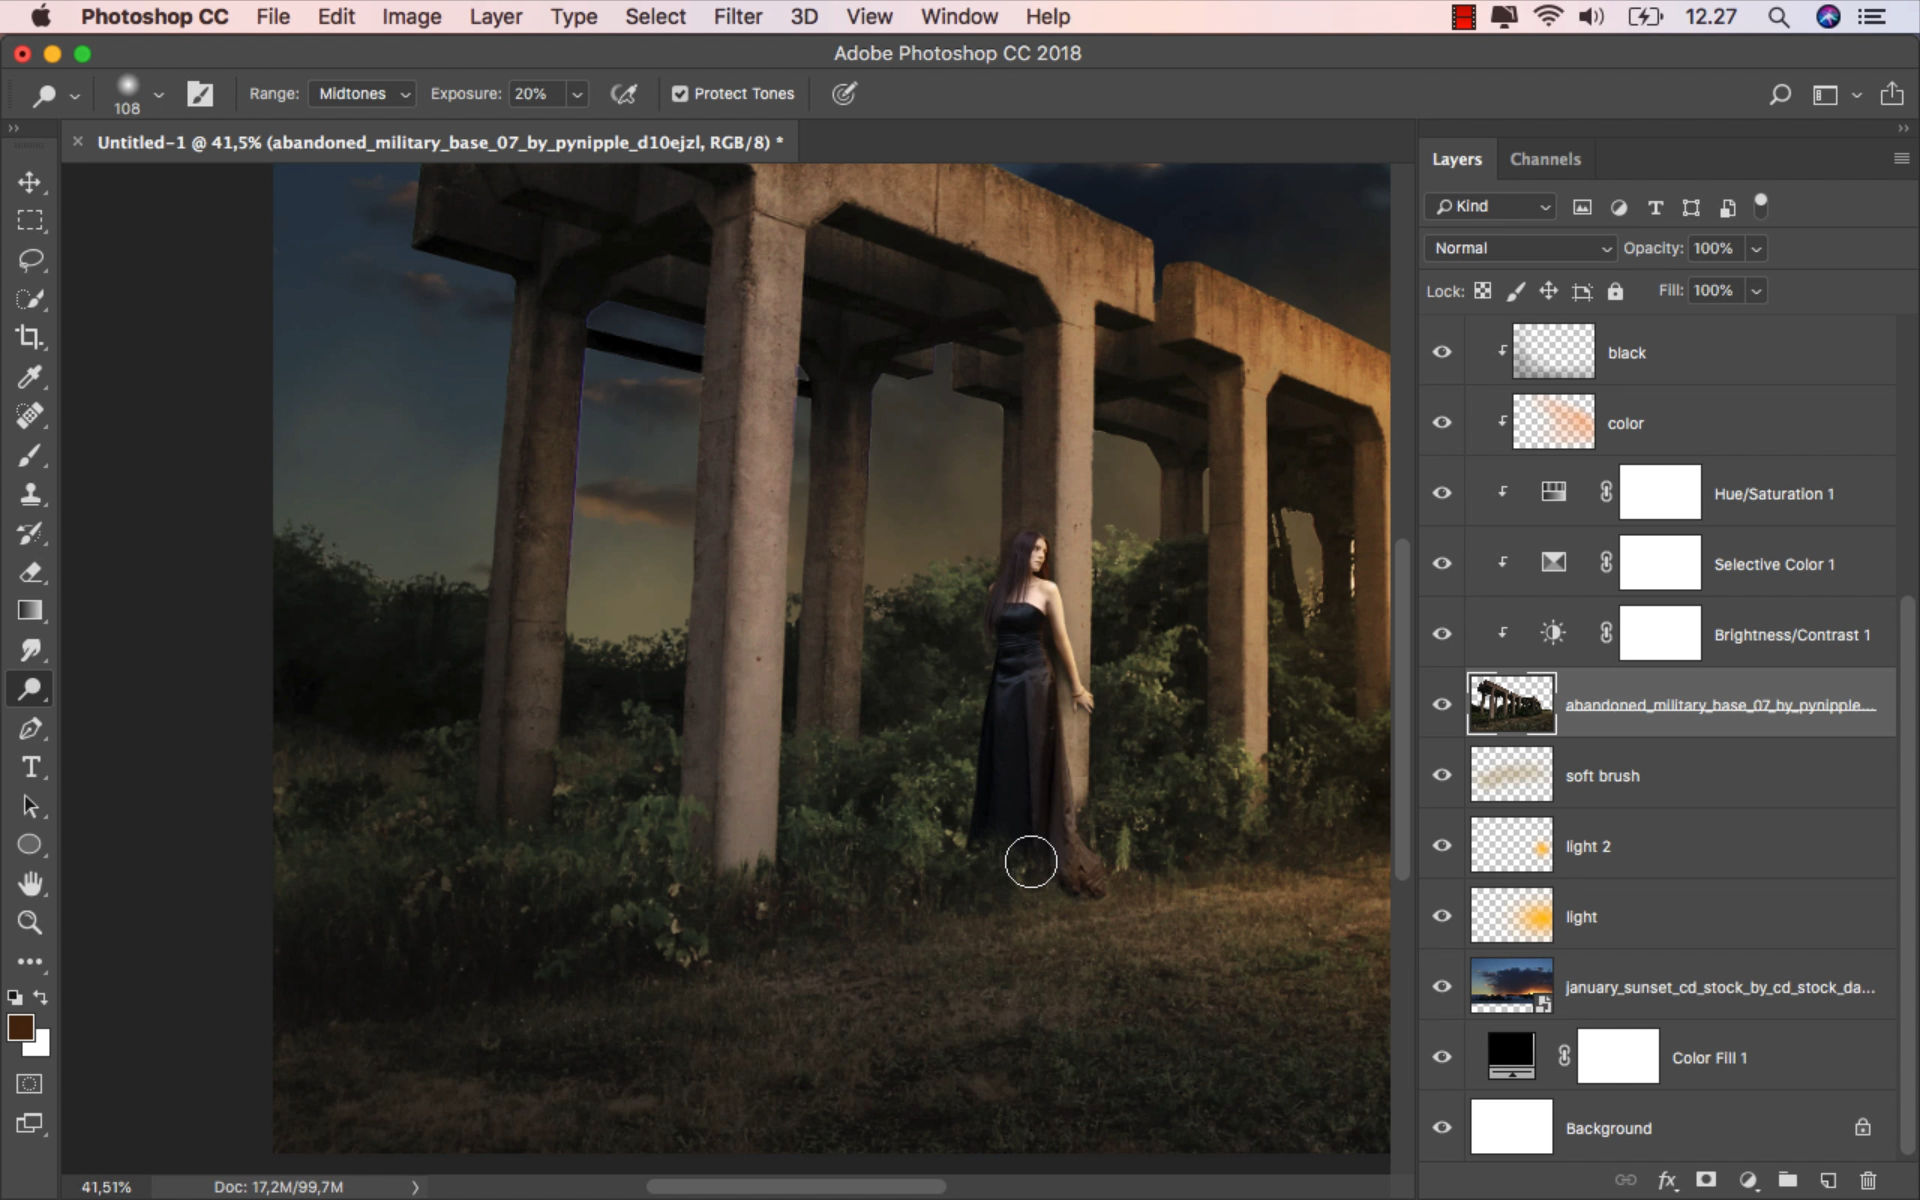 Photoshop CC File Edit Image Layer Type Select Filter 3D View Window Help 12.27
Adobe Photoshop CC 2018
108 Range: Midtones Exposure: 20% Protect Tones
Untitled-1 @ 41,5% (abandoned_military_base_07_by_pynipple_d10ejzl, RGB/8) *
Layers Channels
Kind
Normal Opacity: 100%
Lock: Fill: 100%
black
color
Hue/Saturation 1
Selective Color 1
Brightness/Contrast 1
abandoned_military_base_07_by_pynipple...
soft brush
light 2
light
january_sunset_cd_stock_by_cd_stock_da...
Color Fill 1
Background
41,51% Doc: 17,2M/99,7M